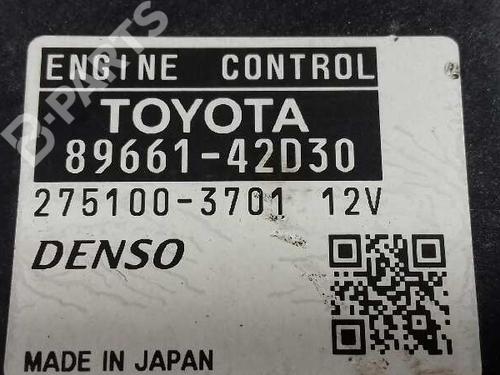 ENGINE CONTROL
TOYOTA
89661-42D30
275100-3701 12V
DENSO
MADE IN JAPAN
B-PARTS